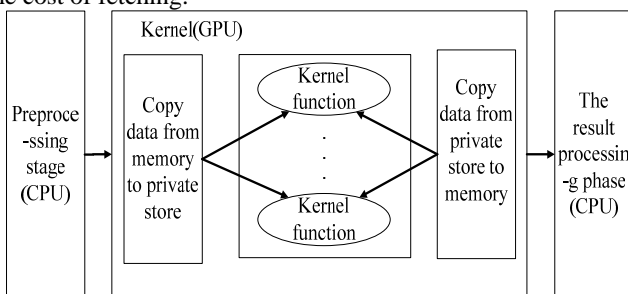 e cost of fetching.
Kernel(GPU)
Preproce
-ssing
stage
(CPU)
Copy
data from
memory
to private
store
Kernel
function
.
.
.
Kernel
function
Copy
data from
private
store to
memory
The
result
processin
-g phase
(CPU)